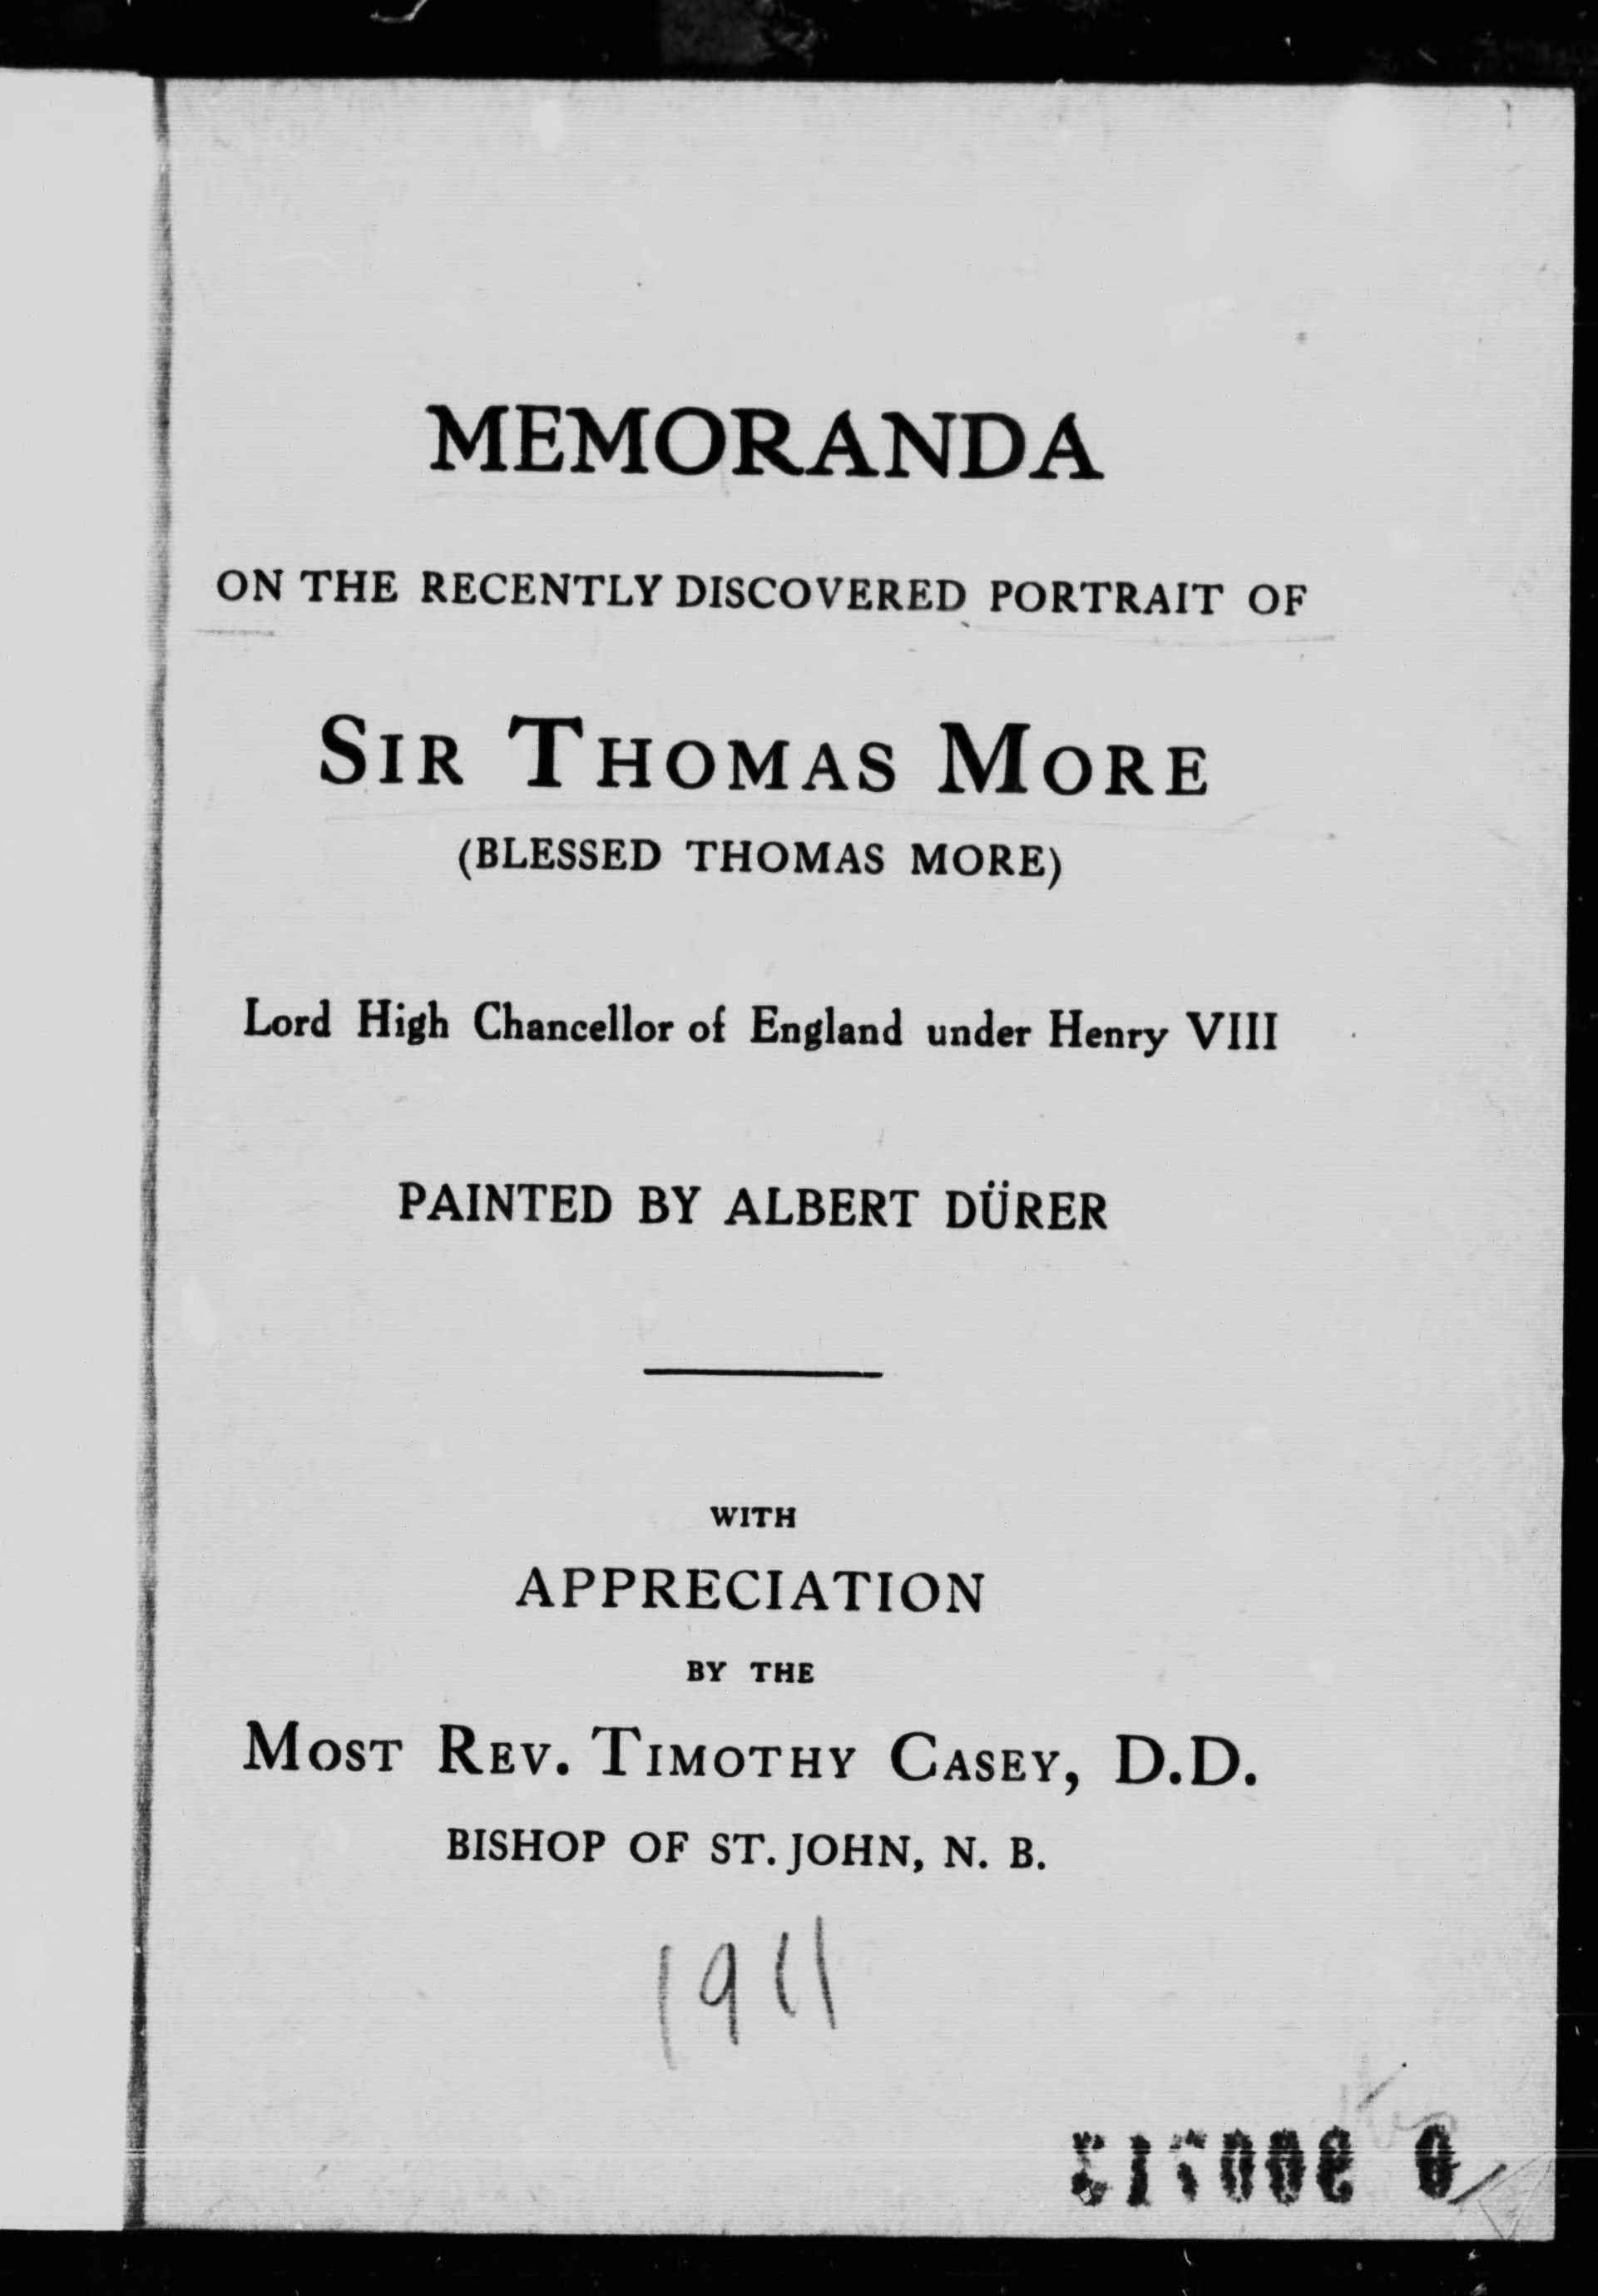 MEMORANDA
ON THE RECENTLY DISCOVERED PORTRAIT OF
SIR THOMAS MORE
(BLESSED THOMAS MORE)
Lord High Chancellor of England under Henry VIII
PAINTED BY ALBERT DÜRER
WITH
APPRECIATION
BY THE
MOST REV. TIMOTHY CASEY, D.D.
BISHOP OF ST. JOHN, N. B.
1911